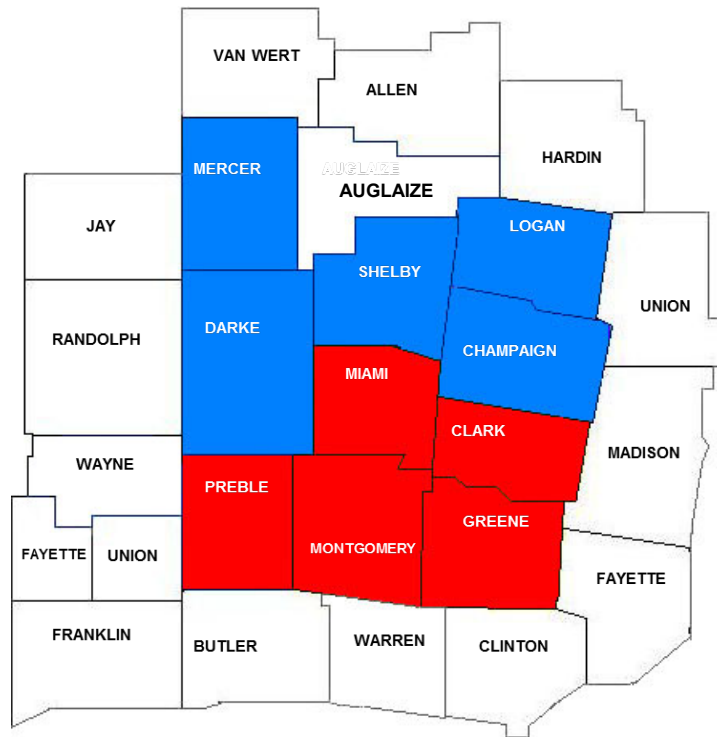 VAN WERT
ALLEN
HARDIN
MERCER
AUGLAIZE
AUGLAIZE
JAY
LOGAN
SHELBY
UNION
DARKE
RANDOLPH
CHAMPAIGN
MIAMI
CLARK
MADISON
WAYNE
PREBLE
GREENE
MONTGOMERY
FAYETTE
UNION
FAYETTE
FRANKLIN
BUTLER
WARREN
CLINTON